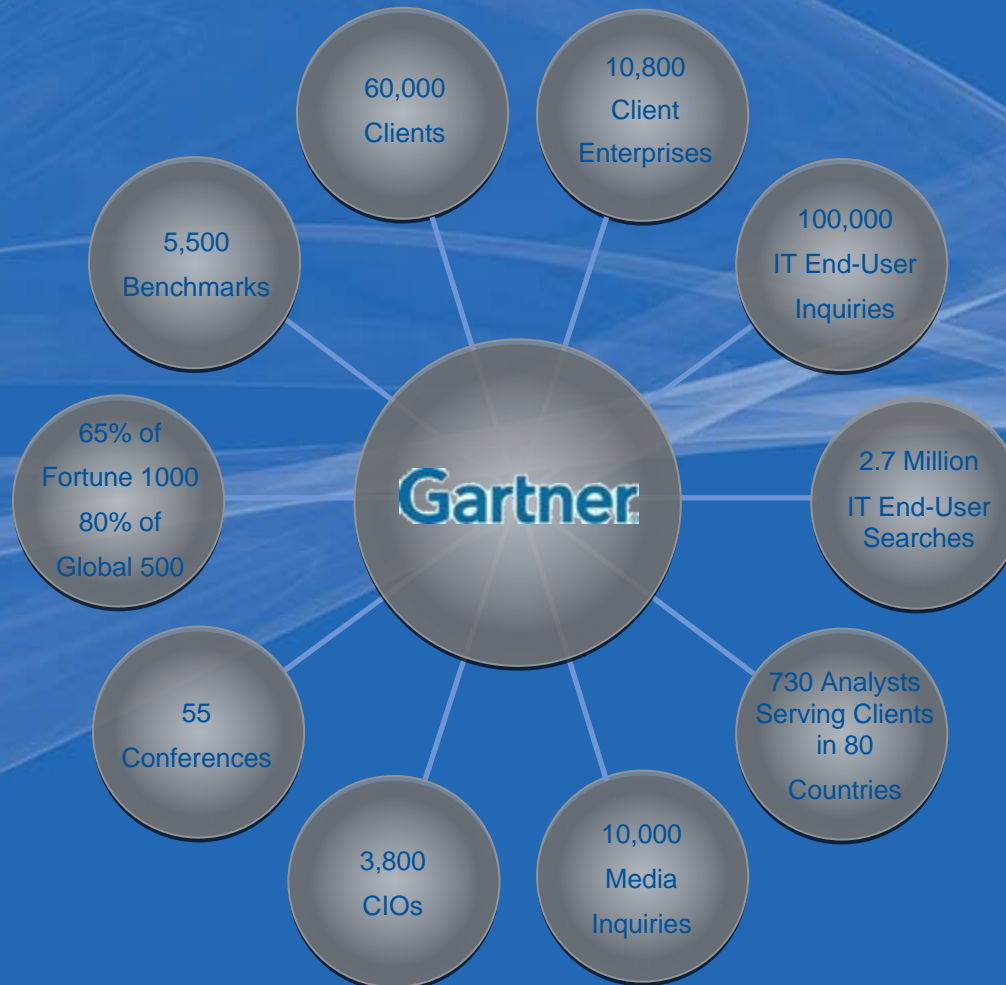 60,000
Clients
10,800
Client
Enterprises
5,500
Benchmarks
100,000
IT End-User
Inquiries
65% of
Fortune 1000
80% of
Global 500
Gartner
2.7 Million
IT End-User
Searches
55
Conferences
730 Analysts
Serving Clients
in 80
Countries
3,800
CIOs
10,000
Media
Inquiries